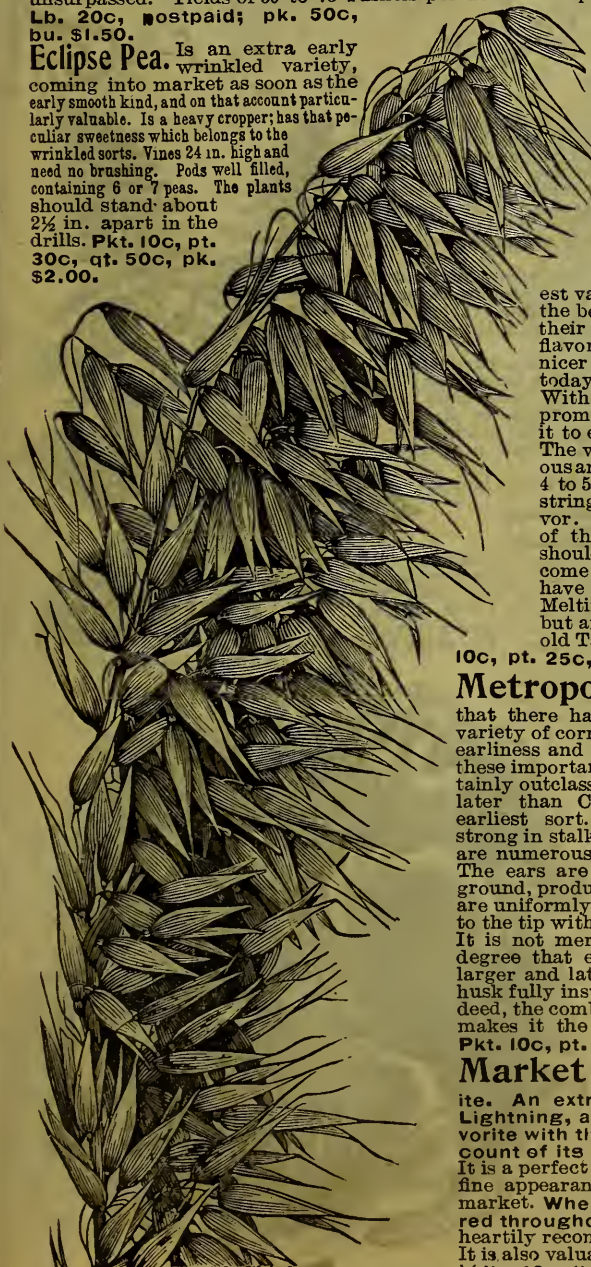 Lb. 20c, postpaid; pk. 50c,
bu. $1.50.
Eclipse Pea. Is an extra early
wrinkled variety,
coming into market as soon as the
early smooth kind, and on that account particu-
larly valuable. Is a heavy cropper; has that pe-
culiar sweetness which belongs to the
wrinkled sorts. Vines 24 in. high and
need no brushing. Pods well filled,
containing 6 or 7 peas. The plants
should stand about
2½ in. apart in the
drills. Pkt. 10c, pt.
30c, qt. 50c, pk.
$2.00.
est va
the be
their
flavor
nicer
today
With
prom
it to e
The v
ous ar
4 to 5
string
vor.
of th
shoul
come
have
Melti
but a
old T
10c, pt. 25c,
Metropo
that there ha
variety of corn
earliness and
these importan
tainly outclass
later than C
earliest sort.
strong in stalk
are numerous
The ears are
ground, produ
are uniformly
to the tip with
It is not mer
degree that e
larger and lat
husk fully ins
deed, the comb
makes it the
Pkt. 10c, pt.
Market
ite. An extr
Lightning, a
vorite with th
count of its
It is a perfect
fine appearan
market. Whe
red througho
heartily recon
It is also valua